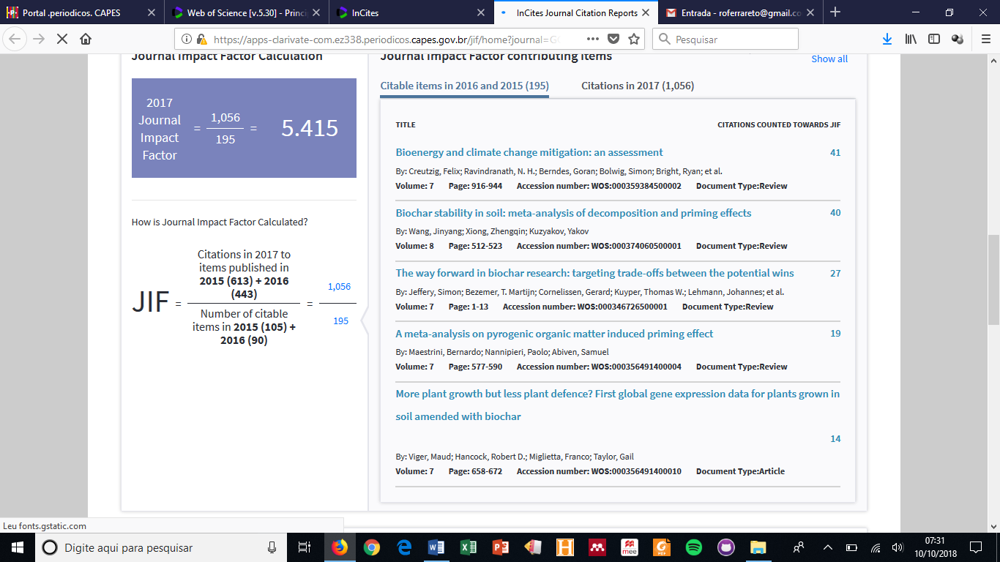 Portal .periodicos. CAPES
Web of Science [v.5.30] - Princi
InCites
InCites Journal Citation Reports
Entrada - roferrareto@gmail.co
https://apps-clarivate-com.ez338.periodicos.capes.gov.br/jif/home?journal=G
Pesquisar
Journal Impact Factor Calculation
2017
Journal
Impact
Factor
=
1,056
195
=
5.415
How is Journal Impact Factor Calculated?
JIF =
Citations in 2017 to
items published in
2015 (613) + 2016
(443)
Number of citable
items in 2015 (105) +
2016 (90)
=
1,056
195
Journal Impact Factor contributing items
Show all
Citable items in 2016 and 2015 (195) Citations in 2017 (1,056)
TITLE CITATIONS COUNTED TOWARDS JIF
Bioenergy and climate change mitigation: an assessment 41
By: Creutzig, Felix; Ravindranath, N. H.; Berndes, Goran; Bolwig, Simon; Bright, Ryan; et al.
Volume: 7 Page: 916-944 Accession number: WOS:000359384500002 Document Type:Review
Biochar stability in soil: meta-analysis of decomposition and priming effects 40
By: Wang, Jinyang; Xiong, Zhengqin; Kuzyakov, Yakov
Volume: 8 Page: 512-523 Accession number: WOS:000374060500001 Document Type:Review
The way forward in biochar research: targeting trade-offs between the potential wins 27
By: Jeffery, Simon; Bezemer, T. Martijn; Cornelissen, Gerard; Kuyper, Thomas W.; Lehmann, Johannes; et al.
Volume: 7 Page: 1-13 Accession number: WOS:000346726500001 Document Type:Review
A meta-analysis on pyrogenic organic matter induced priming effect 19
By: Maestrini, Bernardo; Nannipieri, Paolo; Abiven, Samuel
Volume: 7 Page: 577-590 Accession number: WOS:000356491400004 Document Type:Review
More plant growth but less plant defence? First global gene expression data for plants grown in
soil amended with biochar
14
By: Viger, Maud; Hancock, Robert D.; Miglietta, Franco; Taylor, Gail
Volume: 7 Page: 658-672 Accession number: WOS:000356491400010 Document Type:Article
Leu fonts.gstatic.com
Digite aqui para pesquisar
07:31
10/10/2018